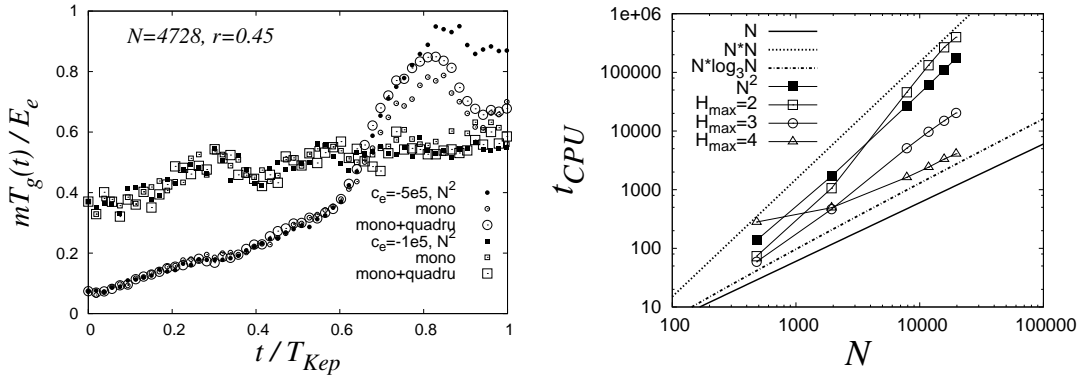 N=4728, r=0.45
mT_g(t) / E_e
1
0.8
0.6
0.4
0.2
0
0 0.2 0.4 0.6 0.8 1
t / T_Kep
c_e=-5e5, N^2
mono
mono+quadru
c_e=-1e5, N^2
mono
mono+quadru
t_CPU
1e+06
100000
10000
1000
100
10
100 1000 10000 100000
N
N
N*N
N*log_3N
N^2
H_max=2
H_max=3
H_max=4